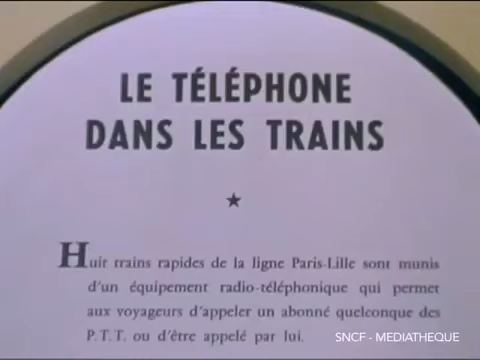 LE TÉLÉPHONE
DANS LES TRAINS
★
Huit trains rapides de la ligne Paris-Lille sont munis
d'un équipement radio-téléphonique qui permet
aux voyageurs d'appeler un abonné quelconque des
P.T.T. ou d'être appelé par lui.
SNCF - MEDIATHEQUE